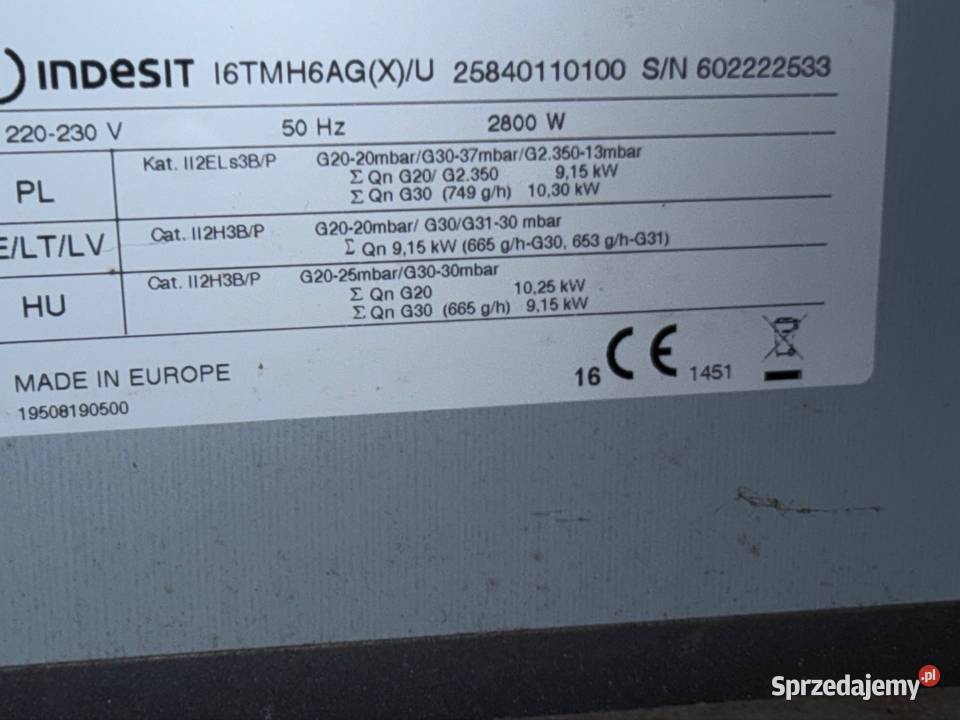 INDESIT I6TMH6AG(X)/U 25840110100 S/N 602222533
220-230 V 50 Hz 2800 W
PL Kat. II2ELs3B/P G20-20mbar/G30-37mbar/G2.350-13mbar
Σ Qn G20/ G2.350 9,15 kW
Σ Qn G30 (749 g/h) 10,30 kW
E/LT/LV Cat. II2H3B/P G20-20mbar/ G30/G31-30 mbar
Σ Qn 9,15 kW (665 g/h-G30, 653 g/h-G31)
HU Cat. II2H3B/P G20-25mbar/G30-30mbar
Σ Qn G20 10,25 kW
Σ Qn G30 (665 g/h) 9,15 kW
MADE IN EUROPE
19508190500
16 CE 1451
Sprzedajemy.pl